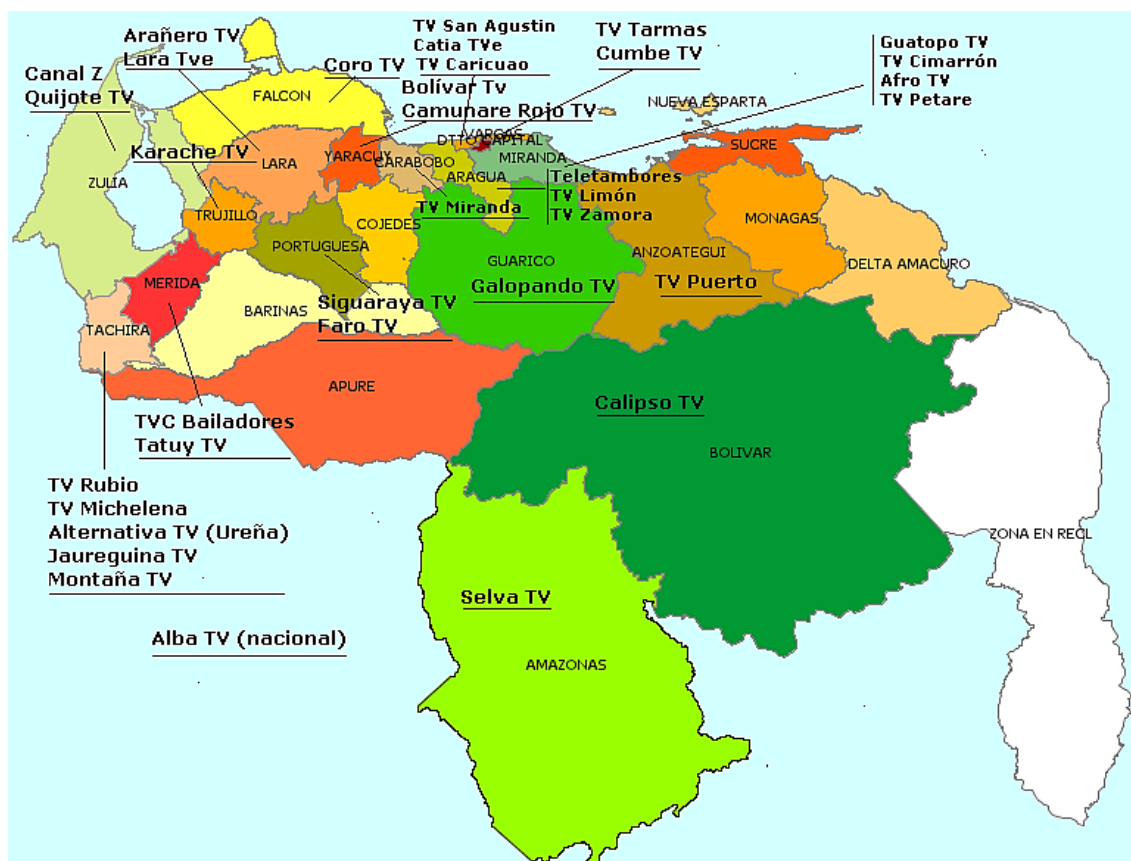 Arañero TV
Lara Tve
TV San Agustin
Catia TVe
TV Caricuao
TV Tarmas
Cumbe TV
Guatopo TV
TV Cimarrón
Afro TV
TV Petare
Canal Z
Quijote TV
Coro TV
Bolívar Tv
Camunare Rojo TV
FALCON
NUEVA ESPARTA
VARGAS
DTTO CAPITAL
SUCRE
Karache TV
LARA
YARACUY
CARABOBO
MIRANDA
ARAGUA
Teletambores
TV Limón
TV Zamora
ZULIA
TRUJILLO
COJEDES
TV Miranda
MONAGAS
PORTUGUESA
GUARICO
ANZOATEGUI
DELTA AMACURO
MERIDA
Galopando TV
TV Puerto
BARINAS
Siguaraya TV
Faro TV
TACHIRA
APURE
TVC Bailadores
Tatuy TV
Calipso TV
BOLIVAR
TV Rubio
TV Michelena
Alternativa TV (Ureña)
Jaureguina TV
Montaña TV
ZONA EN RECL
Selva TV
Alba TV (nacional)
AMAZONAS